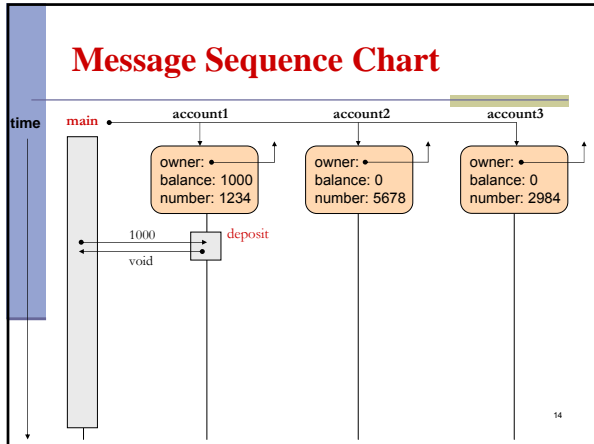 Message Sequence Chart
time
main
account1
account2
account3
owner:
balance: 1000
number: 1234
owner:
balance: 0
number: 5678
owner:
balance: 0
number: 2984
1000
deposit
void
14